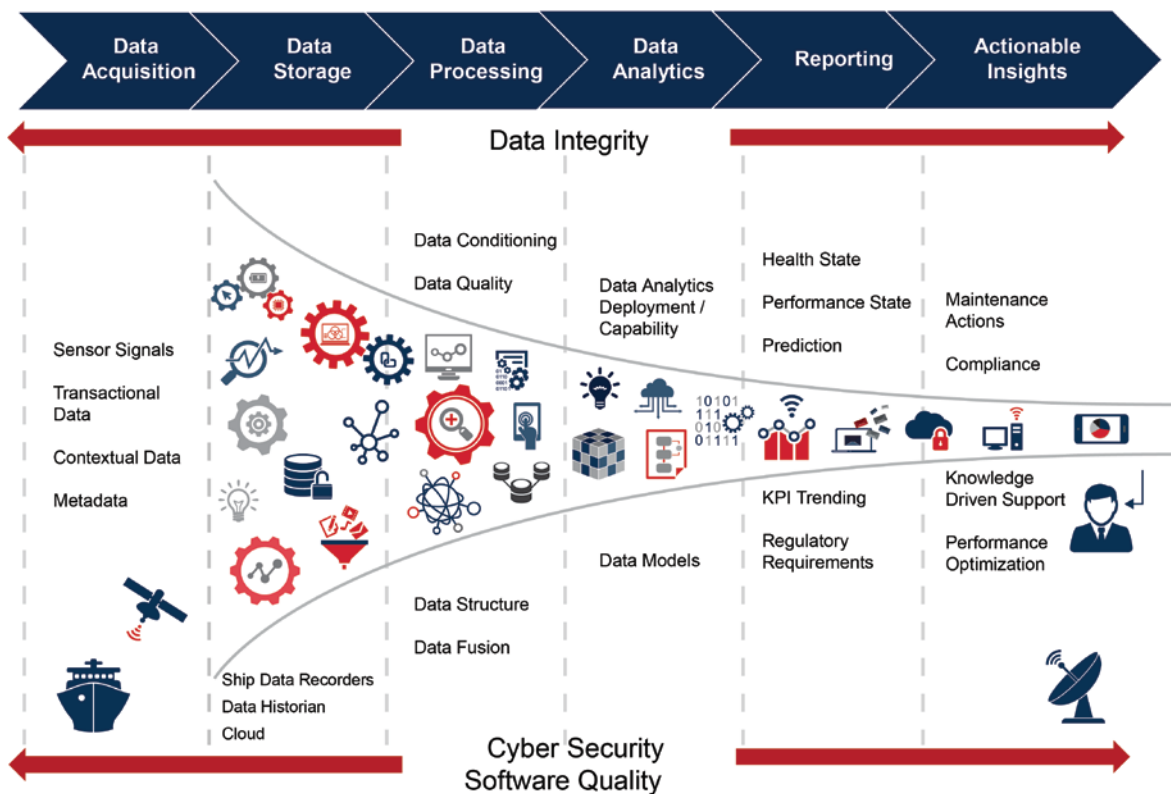 Data
Acquisition
Data
Storage
Data
Processing
Data
Analytics
Reporting
Actionable
Insights
Data Integrity
Sensor Signals
Transactional
Data
Contextual Data
Metadata
Ship Data Recorders
Data Historian
Cloud
Data Conditioning
Data Quality
Data Structure
Data Fusion
Data Analytics
Deployment /
Capability
Data Models
Health State
Performance State
Prediction
KPI Trending
Regulatory
Requirements
Maintenance
Actions
Compliance
Knowledge
Driven Support
Performance
Optimization
10101
Cyber Security
Software Quality